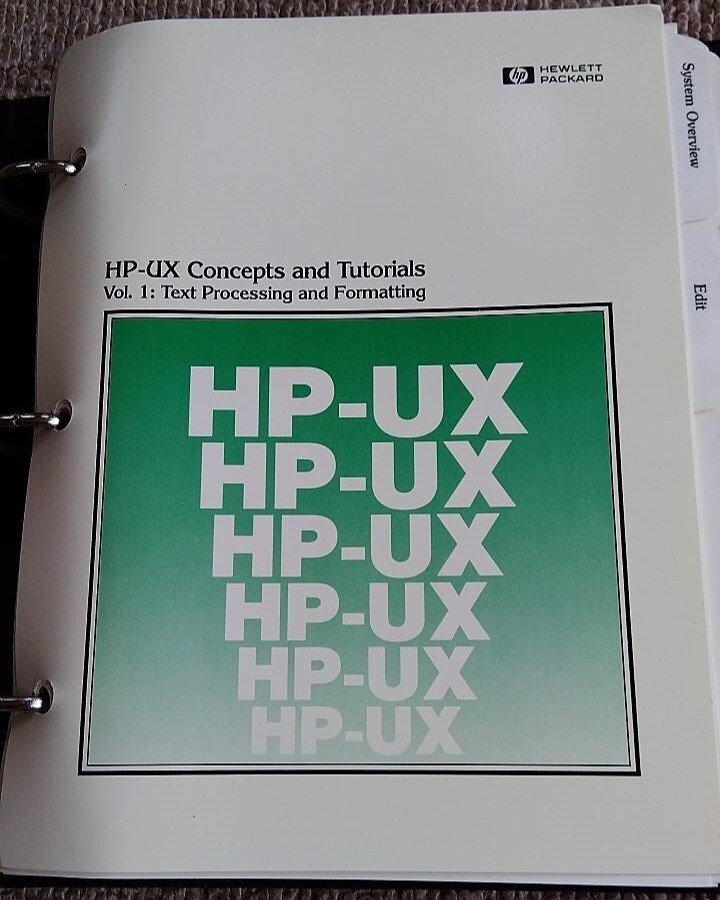 hp HEWLETT
PACKARD
System Overview
HP-UX Concepts and Tutorials
Vol. 1: Text Processing and Formatting
Edit
HP-UX
HP-UX
HP-UX
HP-UX
HP-UX
HP-UX